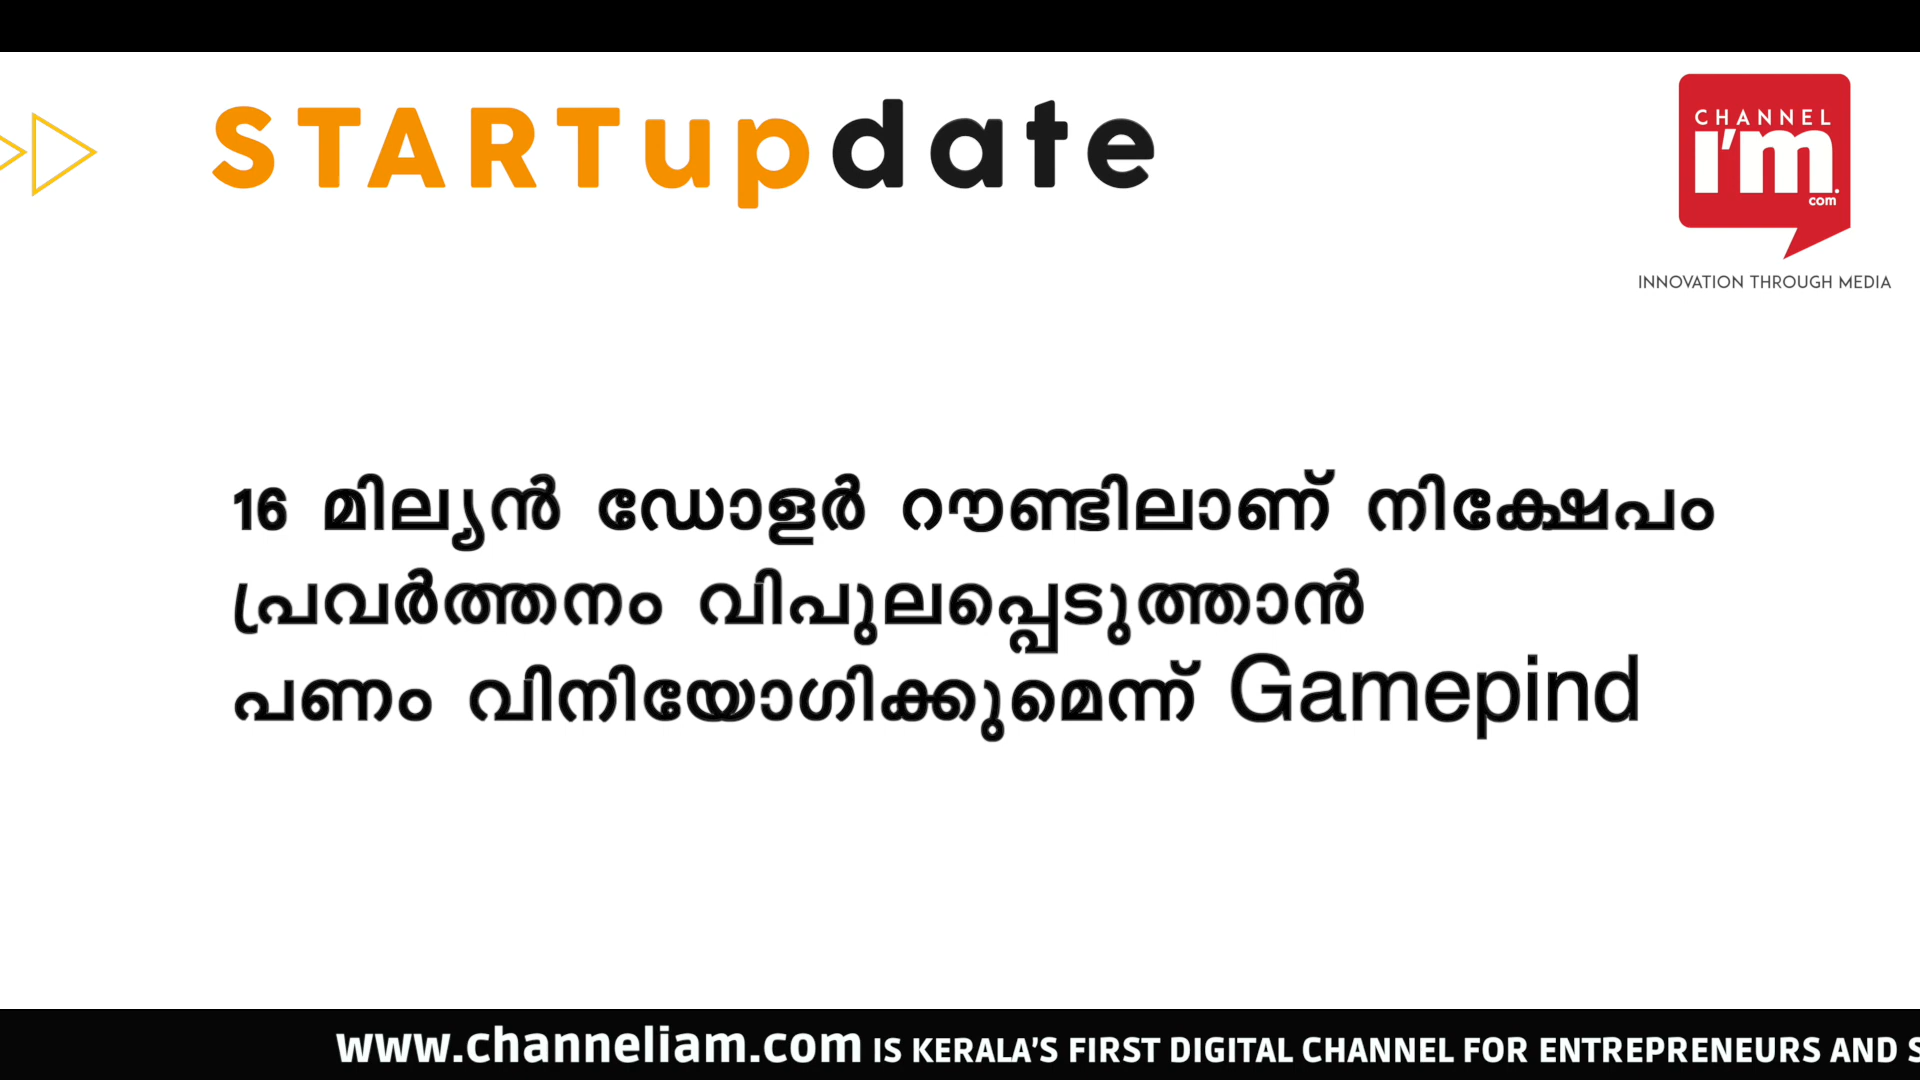 STARTupdate
CHANNEL
I'm.
com
INNOVATION THROUGH MEDIA
16 മില്യൻ ഡോളർ റൗണ്ടിലാണ് നിക്ഷേപം
പ്രവർത്തനം വിപുലപ്പെടുത്താൻ
പണം വിനിയോഗിക്കുമെന്ന് Gamepind
www.channeliam.com IS KERALA'S FIRST DIGITAL CHANNEL FOR ENTREPRENEURS AND